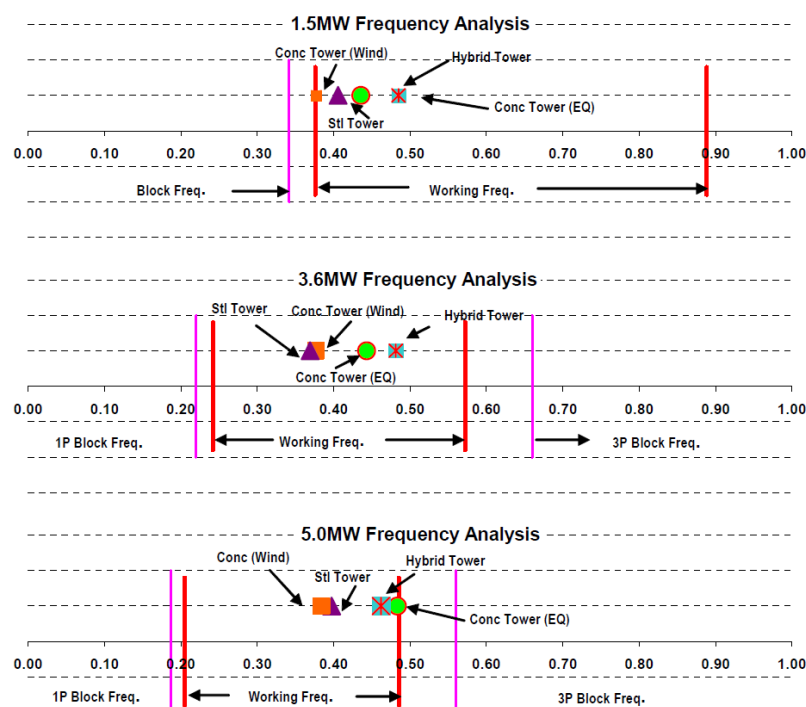 1.5MW Frequency Analysis
Conc Tower (Wind)
Hybrid Tower
Conc Tower (EQ)
Stl Tower
0.00 0.10 0.20 0.30 0.40 0.50 0.60 0.70 0.80 0.90 1.00
Block Freq. Working Freq.
3.6MW Frequency Analysis
Stl Tower
Conc Tower (Wind)
Hybrid Tower
Conc Tower (EQ)
0.00 0.10 0.20 0.30 0.40 0.50 0.60 0.70 0.80 0.90 1.00
1P Block Freq. Working Freq. 3P Block Freq.
5.0MW Frequency Analysis
Conc (Wind)
Hybrid Tower
Stl Tower
Conc Tower (EQ)
0.00 0.10 0.20 0.30 0.40 0.50 0.60 0.70 0.80 0.90 1.00
1P Block Freq. Working Freq. 3P Block Freq.